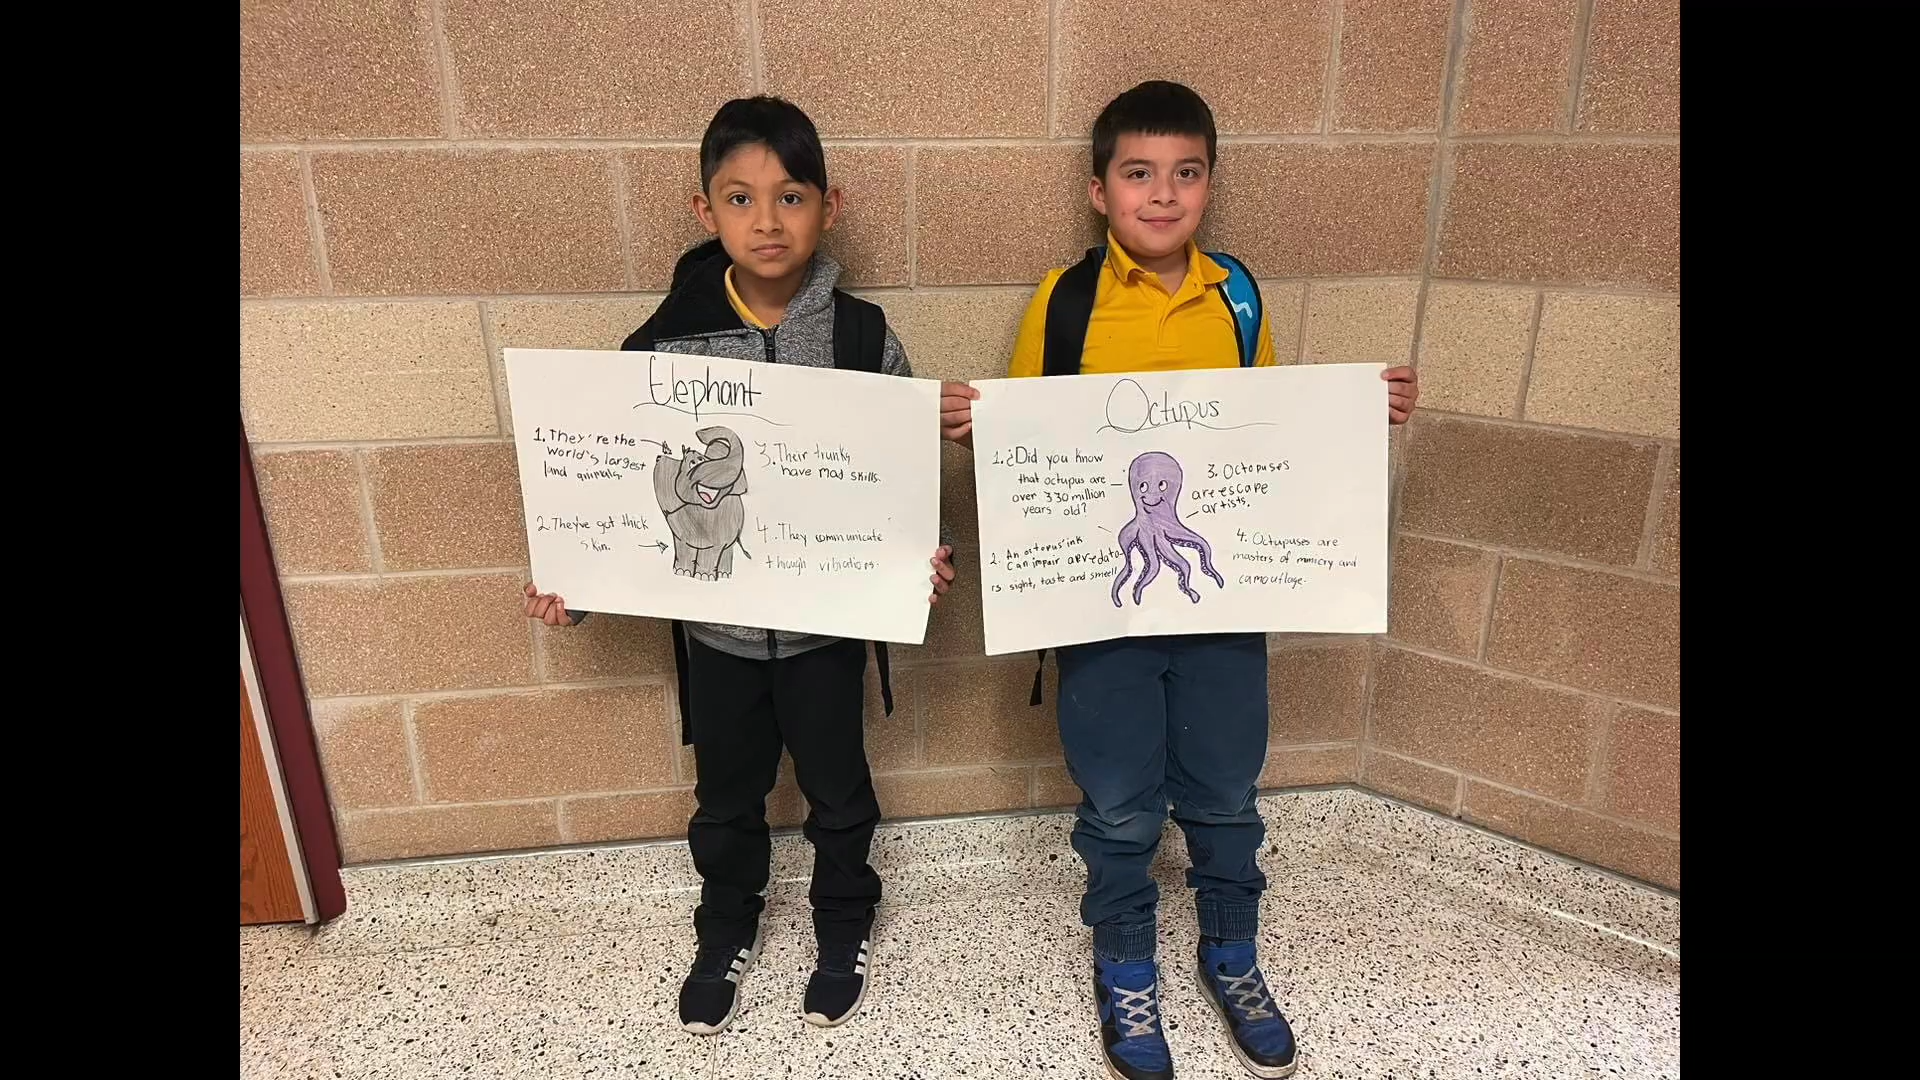 Elephant
1. They're the
world's largest
land animals.
2. They've got thick
skin.
3. Their trunks
have mad skills.
4. They communicate
through vibrations.
Octupus
1. ¿Did you know
that octupus are
over 330 million
years old?
2. An octopus' ink
can impair a predato
rs. sight, taste and smell
3. Octopuses
are escape
artists.
4. Octupuses are
masters of mimicry and
camouflage.